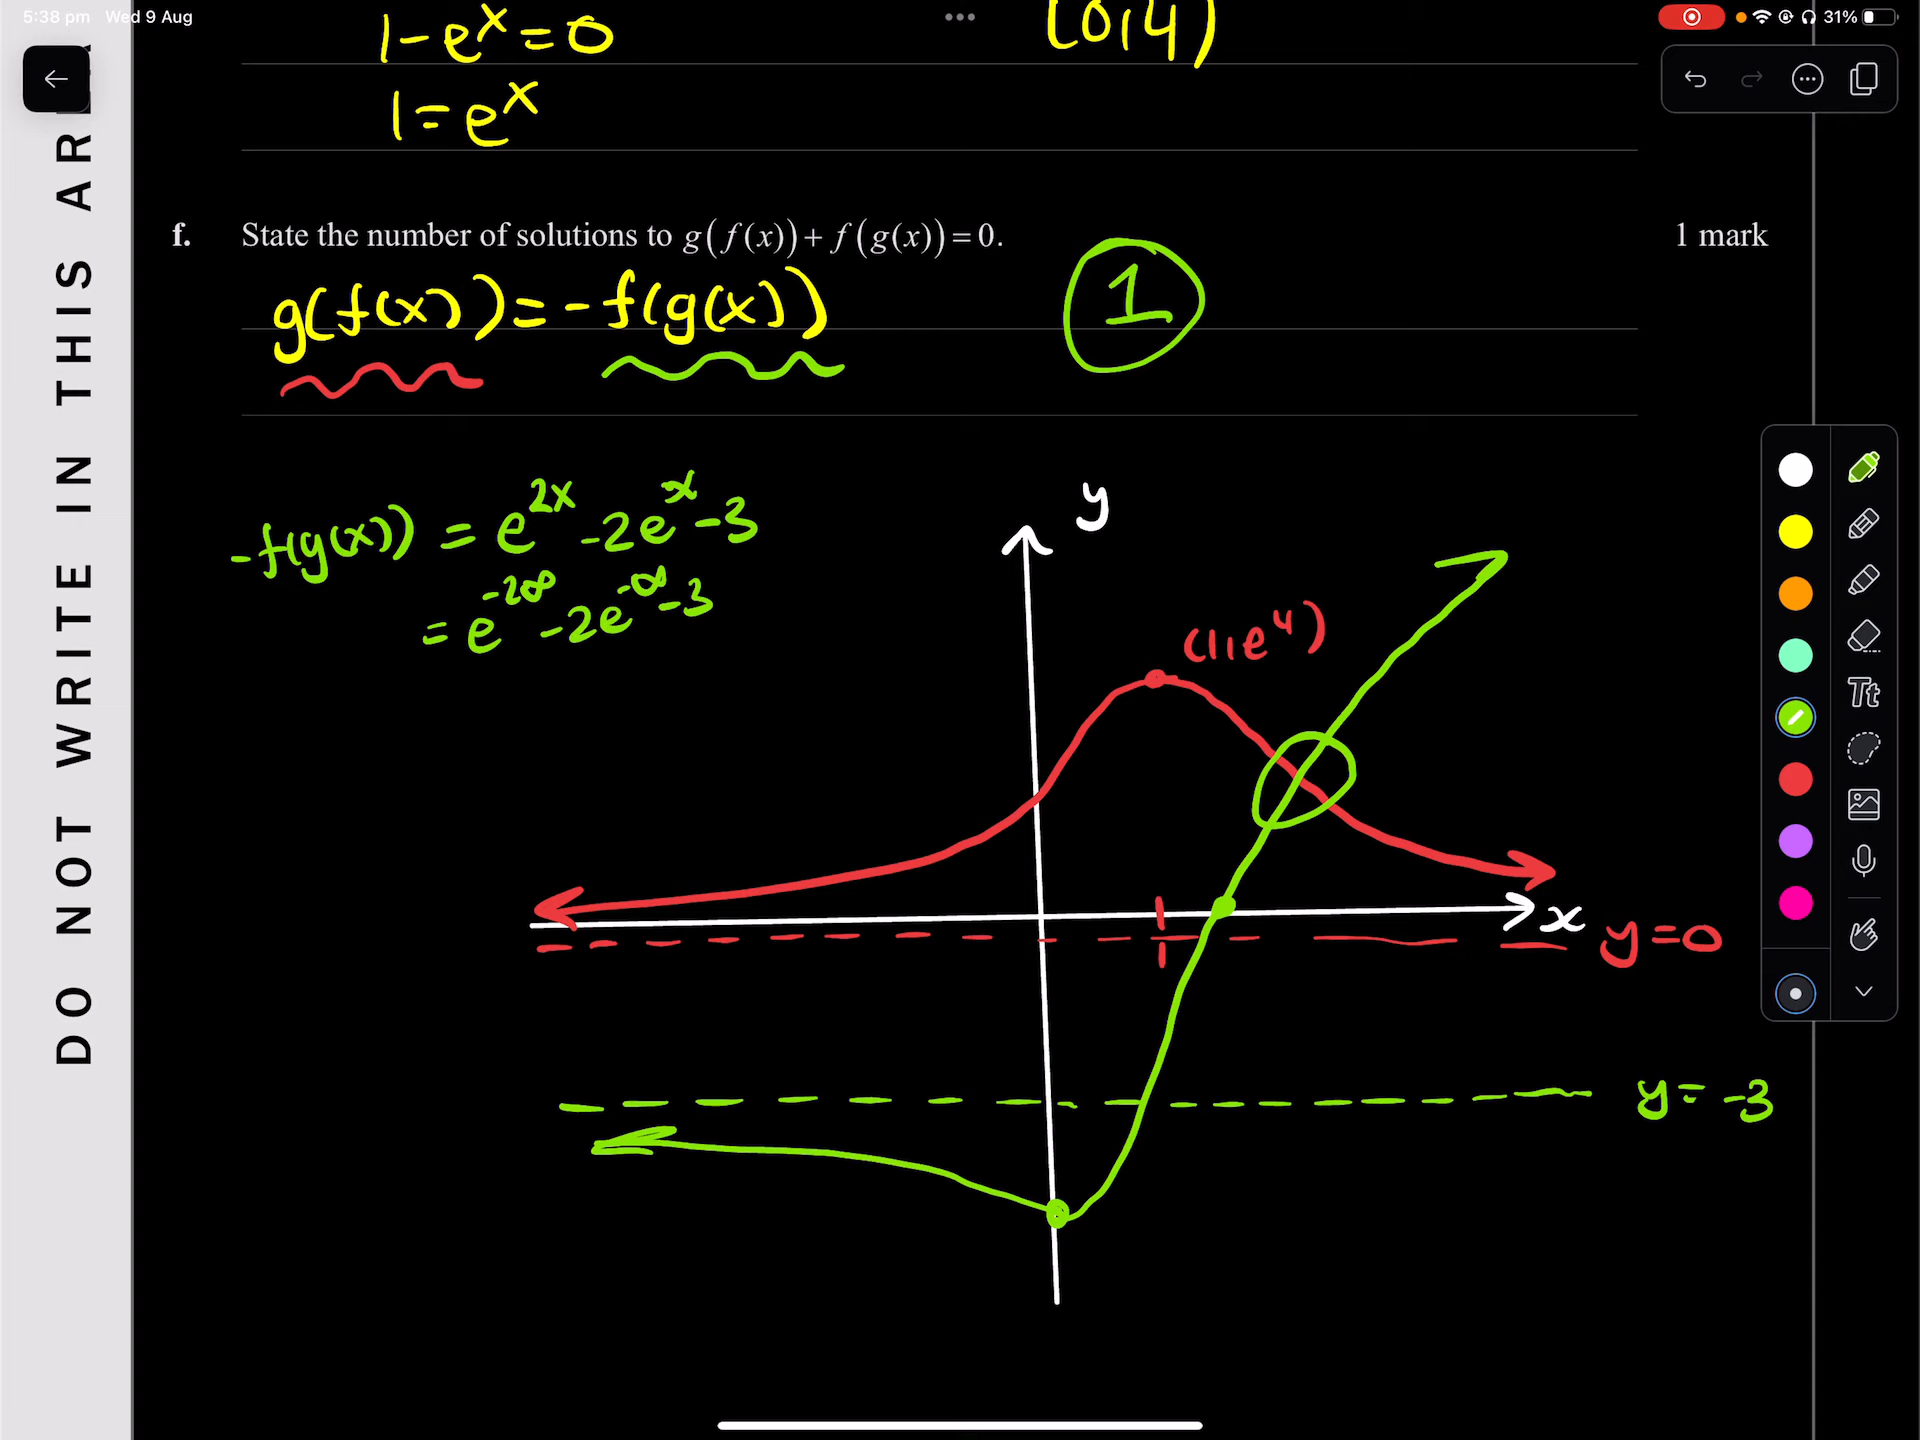 5:38 pm Wed 9 Aug
31%
1-e^x=0
(0,4)
1=e^x
DO NOT WRITE IN THIS AR
f. State the number of solutions to g(f(x))+f(g(x))=0. 1 mark
g(f(x))=-f(g(x))
1
-f(g(x)) = e^2x -2e^x -3
= e^-2∞ -2e^-∞ -3
y
(1,e^4)
x
y=0
y=-3
Tt